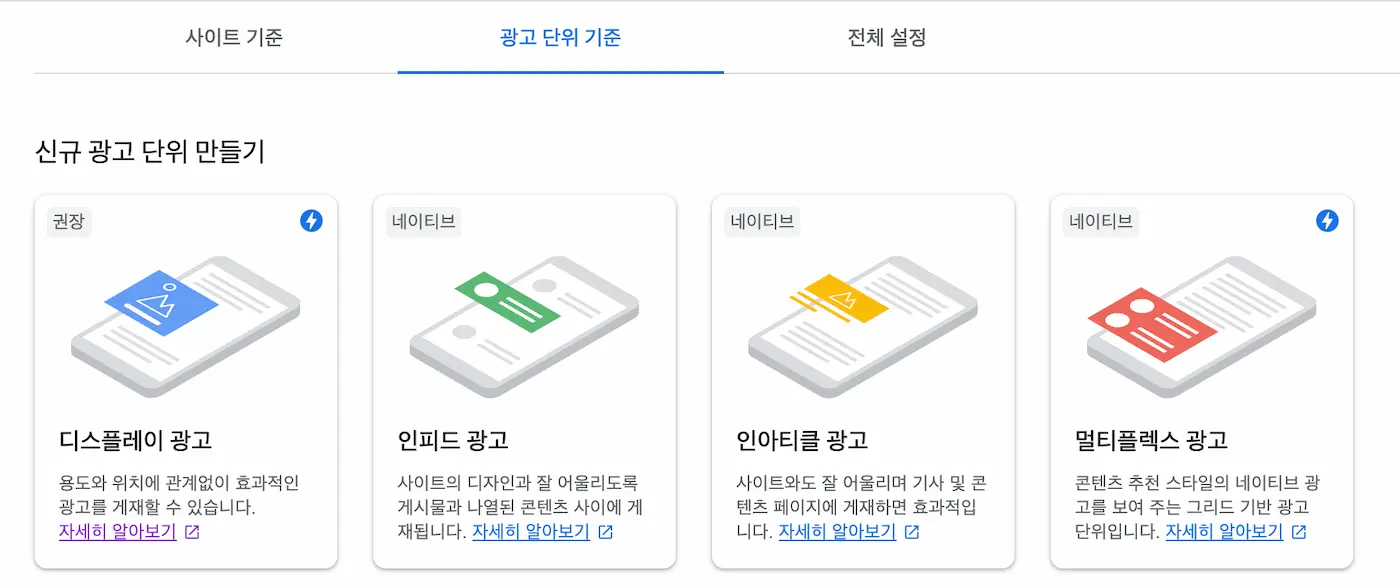 사이트 기준
광고 단위 기준
전체 설정
신규 광고 단위 만들기
권장
디스플레이 광고
용도와 위치에 관계없이 효과적인
광고를 게재할 수 있습니다.
자세히 알아보기
네이티브
인피드 광고
사이트의 디자인과 잘 어울리도록
게시물과 나열된 콘텐츠 사이에 게
재됩니다. 자세히 알아보기
네이티브
인아티클 광고
사이트와도 잘 어울리며 기사 및 콘
텐츠 페이지에 게재하면 효과적입
니다. 자세히 알아보기
네이티브
멀티플렉스 광고
콘텐츠 추천 스타일의 네이티브 광
고를 보여 주는 그리드 기반 광고
단위입니다. 자세히 알아보기